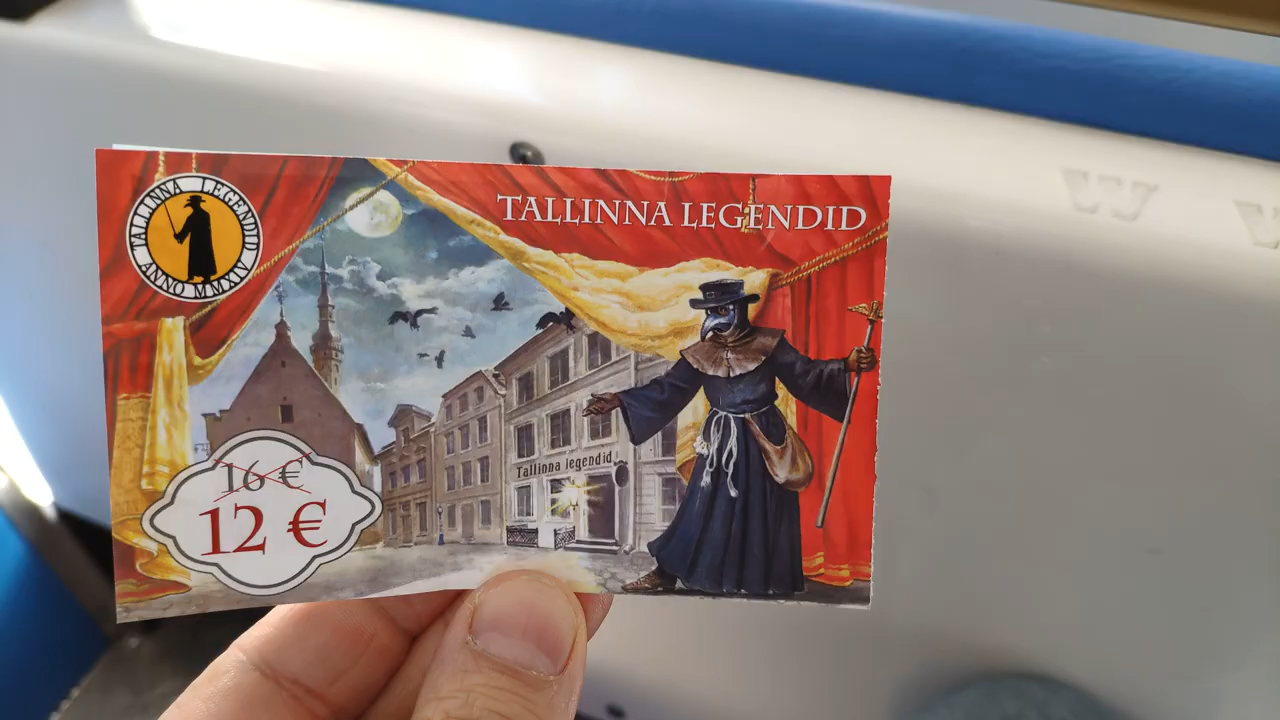 TALLINNA LEGENDID
ANNO MMXIV
TALLINNA LEGENDID
Tallinna legendid
16 €
12 €
W